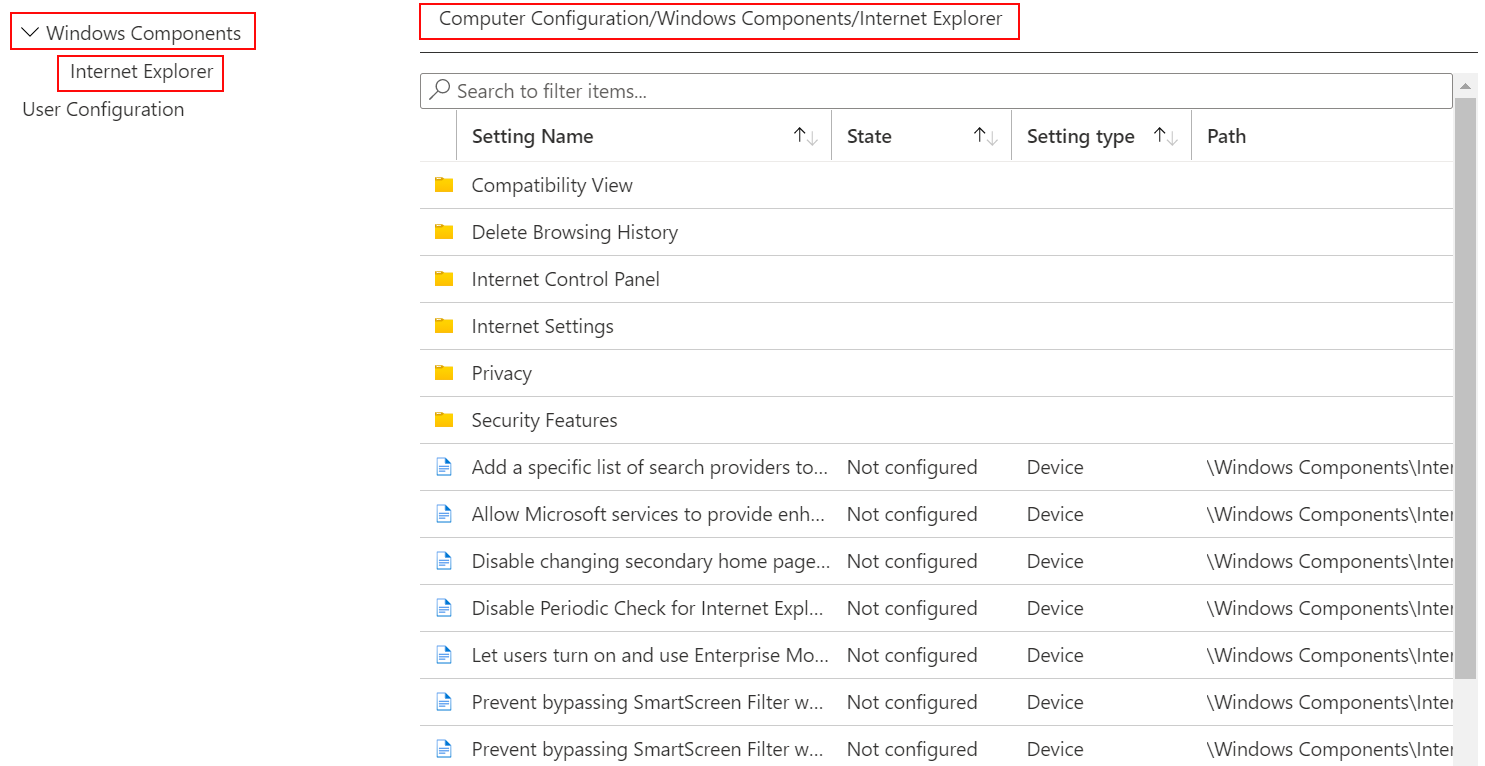 Windows Components
Internet Explorer
User Configuration
Computer Configuration/Windows Components/Internet Explorer
Search to filter items...
Setting Name State Setting type Path
Compatibility View
Delete Browsing History
Internet Control Panel
Internet Settings
Privacy
Security Features
Add a specific list of search providers to... Not configured Device \Windows Components\Inter
Allow Microsoft services to provide enh... Not configured Device \Windows Components\Inter
Disable changing secondary home page... Not configured Device \Windows Components\Inter
Disable Periodic Check for Internet Expl... Not configured Device \Windows Components\Inter
Let users turn on and use Enterprise Mo... Not configured Device \Windows Components\Inter
Prevent bypassing SmartScreen Filter w... Not configured Device \Windows Components\Inter
Prevent bypassing SmartScreen Filter w... Not configured Device \Windows Components\Inter